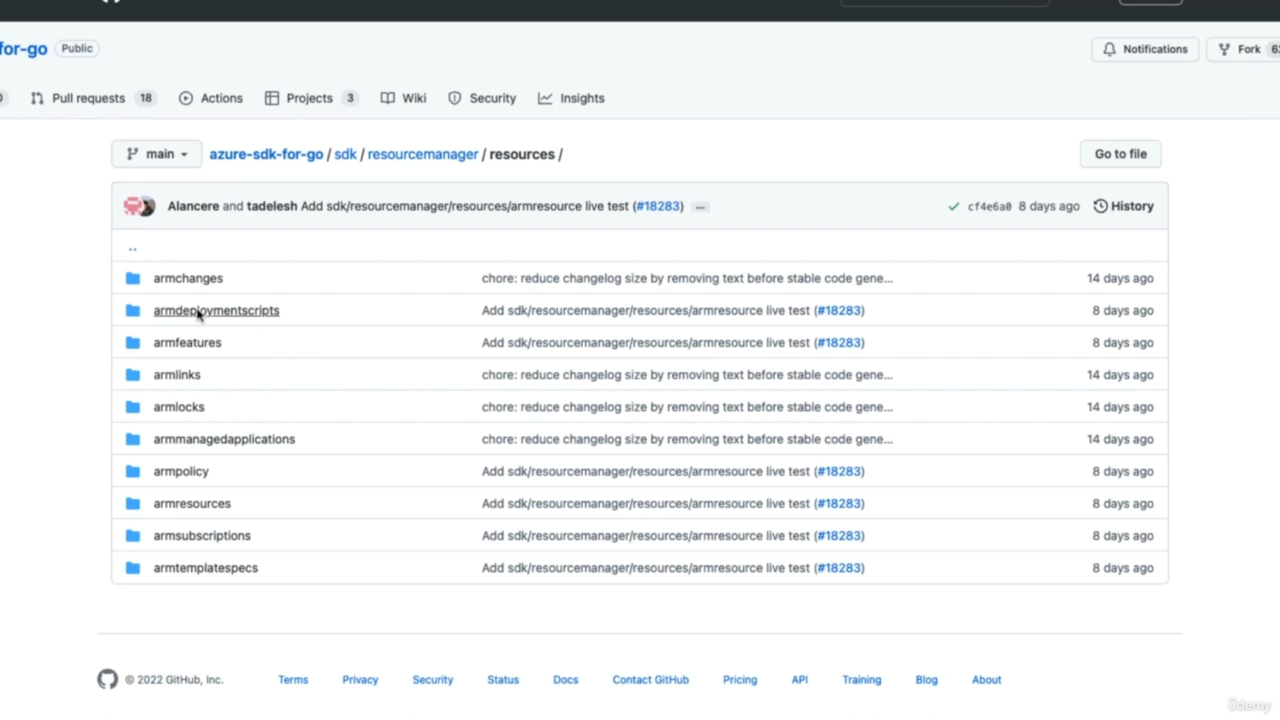 for-go Public Notifications Fork
Pull requests 18 Actions Projects 3 Wiki Security Insights
main azure-sdk-for-go / sdk / resourcemanager / resources / Go to file
Alancere and tadelesh Add sdk/resourcemanager/resources/armresource live test (#18283) ... cf4e6a0 8 days ago History
..
armchanges chore: reduce changelog size by removing text before stable code gene... 14 days ago
armdeploymentscripts Add sdk/resourcemanager/resources/armresource live test (#18283) 8 days ago
armfeatures Add sdk/resourcemanager/resources/armresource live test (#18283) 8 days ago
armlinks chore: reduce changelog size by removing text before stable code gene... 14 days ago
armlocks chore: reduce changelog size by removing text before stable code gene... 14 days ago
armmanagedapplications chore: reduce changelog size by removing text before stable code gene... 14 days ago
armpolicy Add sdk/resourcemanager/resources/armresource live test (#18283) 8 days ago
armresources Add sdk/resourcemanager/resources/armresource live test (#18283) 8 days ago
armsubscriptions Add sdk/resourcemanager/resources/armresource live test (#18283) 8 days ago
armtemplatespecs Add sdk/resourcemanager/resources/armresource live test (#18283) 8 days ago
© 2022 GitHub, Inc. Terms Privacy Security Status Docs Contact GitHub Pricing API Training Blog About